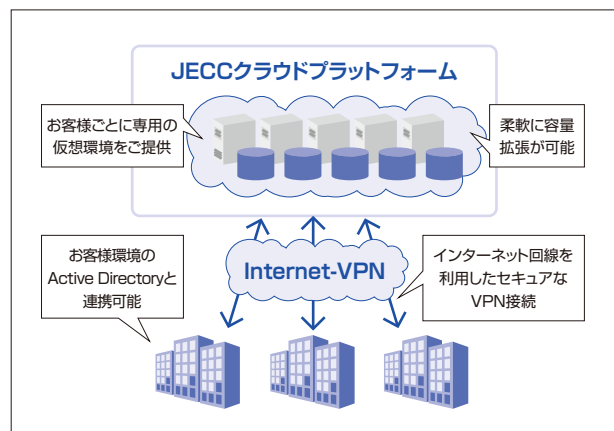 JECCクラウドプラットフォーム
お客様ごとに専用の
仮想環境をご提供
柔軟に容量
拡張が可能
お客様環境の
Active Directoryと
連携可能
Internet-VPN
インターネット回線を
利用したセキュアな
VPN接続